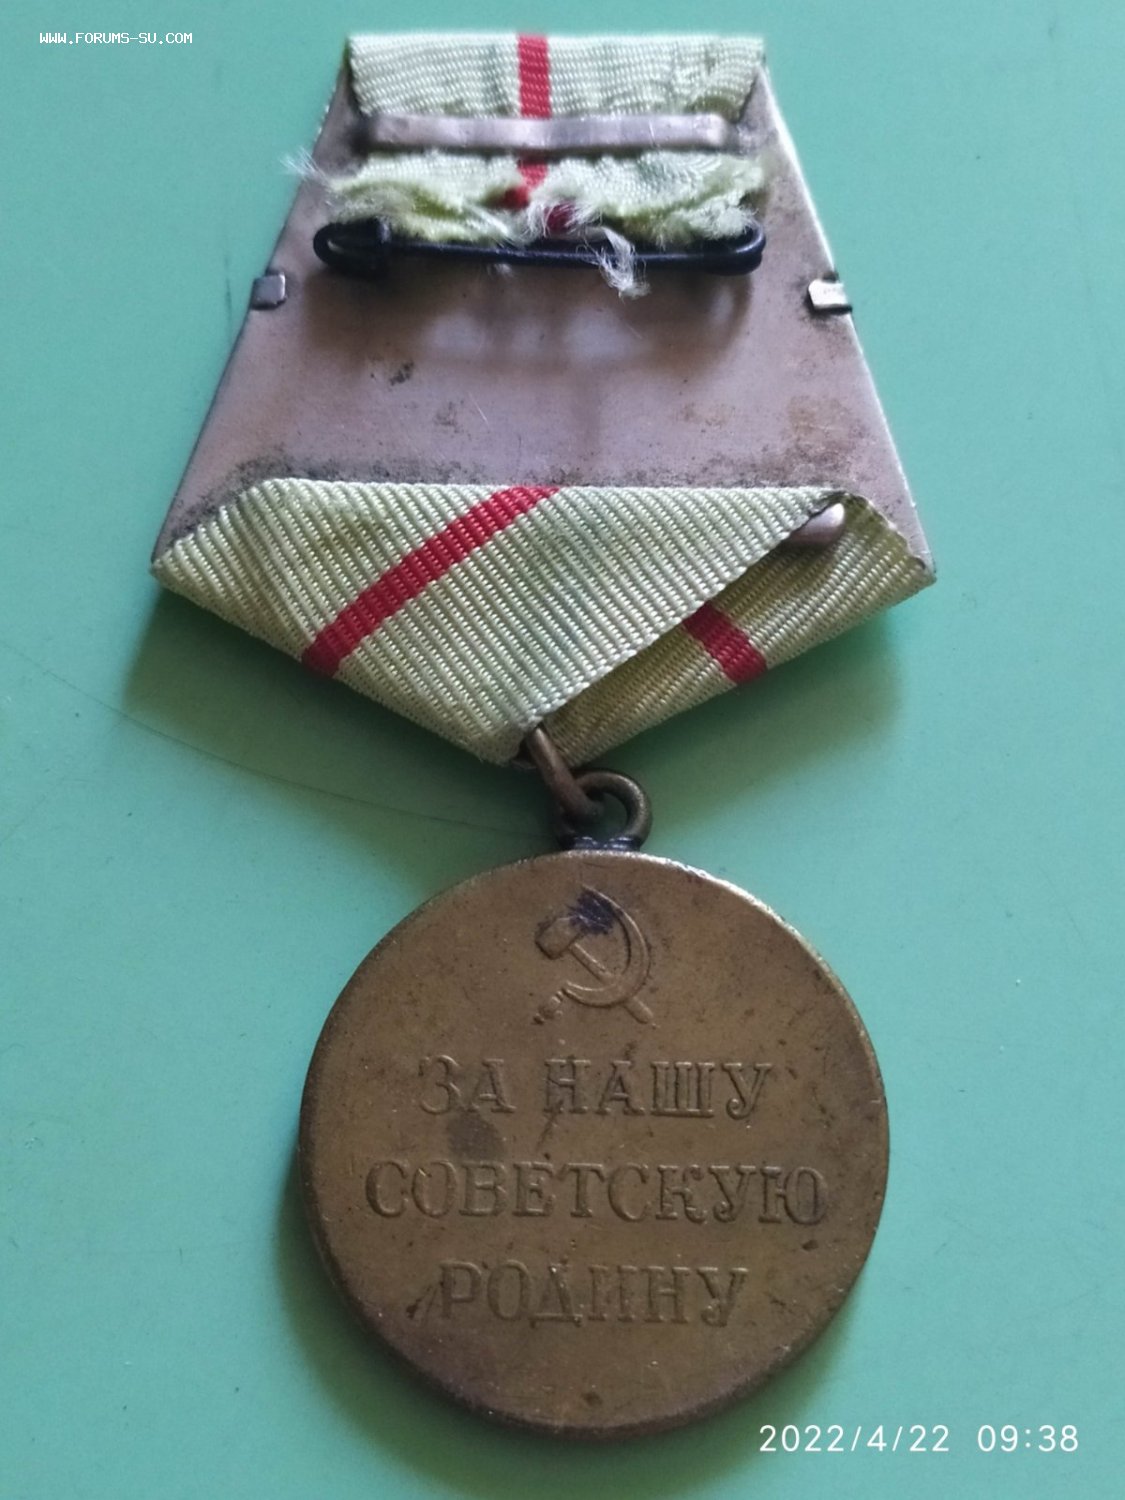 WWW.FORUMS-SU.COM
ЗА НАШУ
СОВЕТСКУЮ
РОДИНУ
2022/4/22 09:38